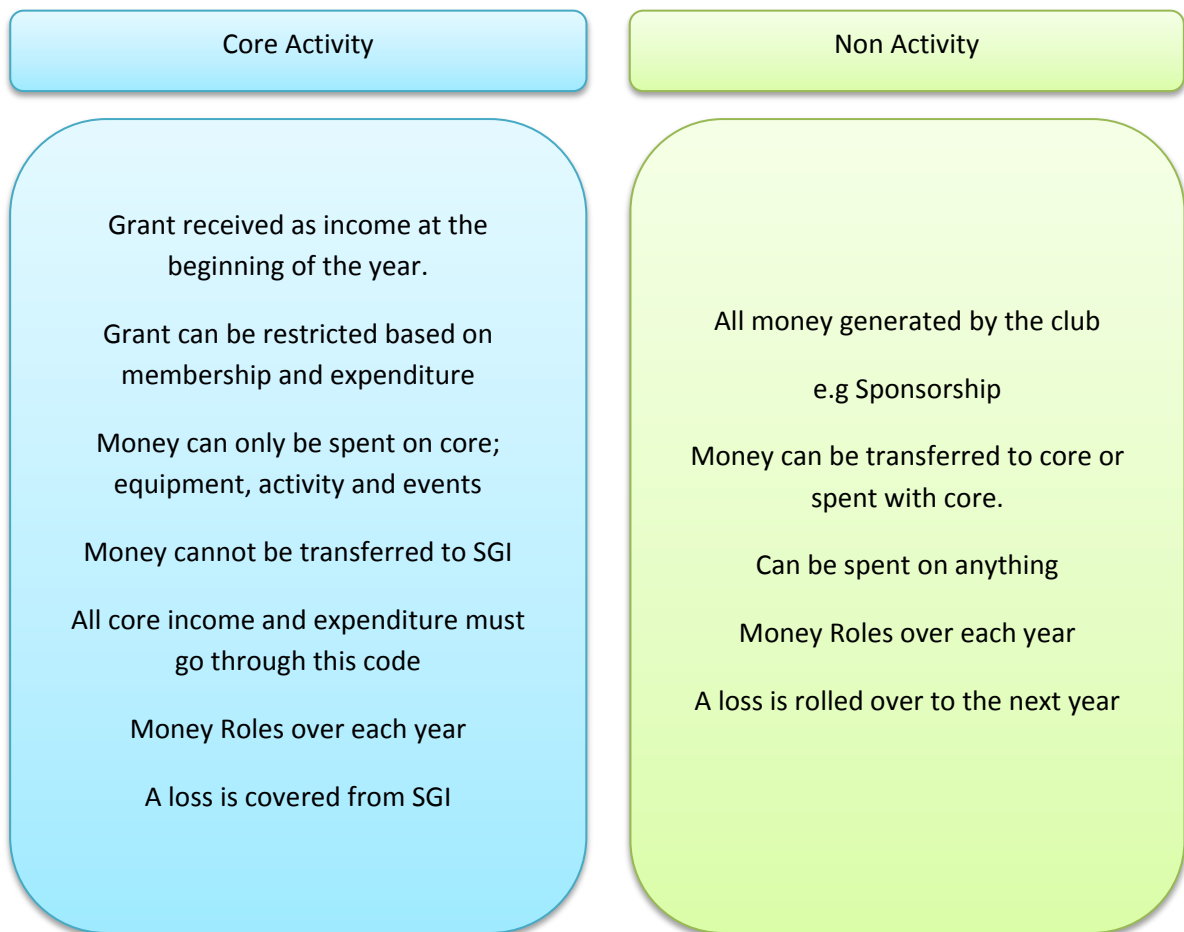 Core Activity
Grant received as income at the
beginning of the year.
Grant can be restricted based on
membership and expenditure
Money can only be spent on core;
equipment, activity and events
Money cannot be transferred to SGI
All core income and expenditure must
go through this code
Money Roles over each year
A loss is covered from SGI
Non Activity
All money generated by the club
e.g Sponsorship
Money can be transferred to core or
spent with core.
Can be spent on anything
Money Roles over each year
A loss is rolled over to the next year